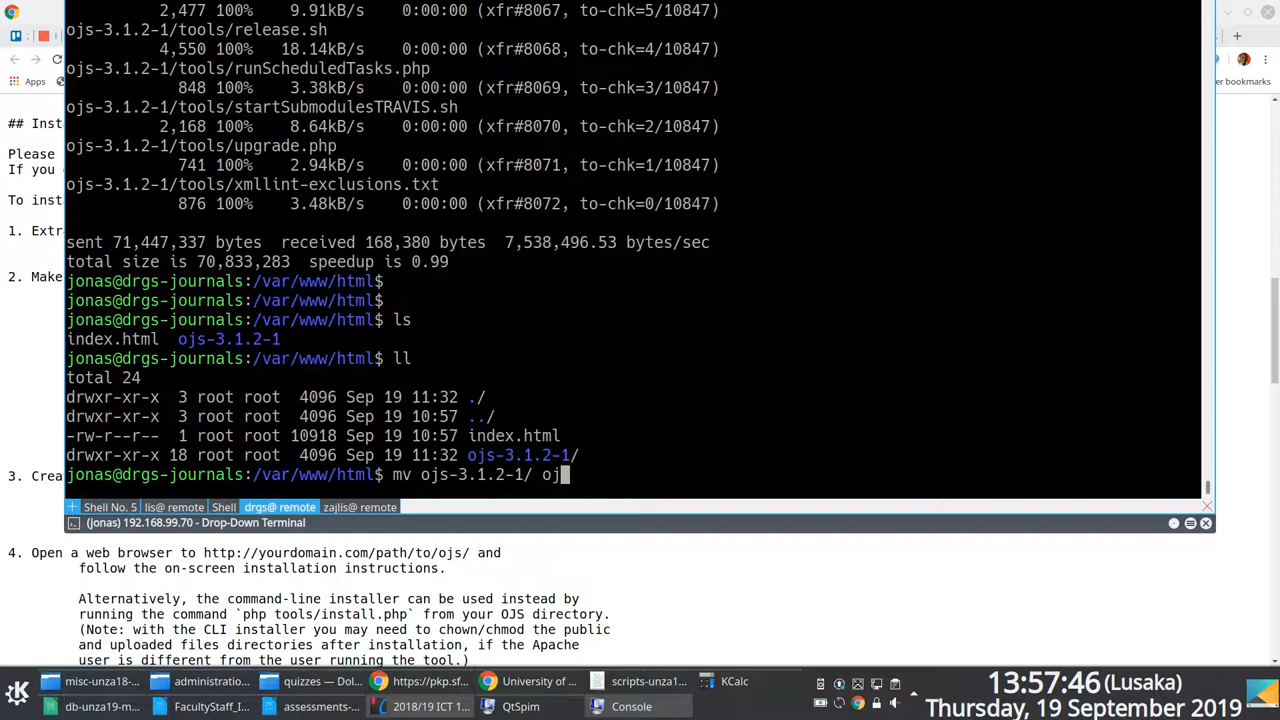 2,477 100%    9.91kB/s    0:00:00 (xfr#8067, to-chk=5/10847)
ojs-3.1.2-1/tools/release.sh
4,550 100%   18.14kB/s    0:00:00 (xfr#8068, to-chk=4/10847)
ojs-3.1.2-1/tools/runScheduledTasks.php
848 100%    3.38kB/s    0:00:00 (xfr#8069, to-chk=3/10847)
ojs-3.1.2-1/tools/startSubmodulesTRAVIS.sh
2,168 100%    8.64kB/s    0:00:00 (xfr#8070, to-chk=2/10847)
ojs-3.1.2-1/tools/upgrade.php
741 100%    2.94kB/s    0:00:00 (xfr#8071, to-chk=1/10847)
ojs-3.1.2-1/tools/xmllint-exclusions.txt
876 100%    3.48kB/s    0:00:00 (xfr#8072, to-chk=0/10847)
sent 71,447,337 bytes  received 168,380 bytes  7,538,496.53 bytes/sec
total size is 70,833,283  speedup is 0.99
jonas@drgs-journals:/var/www/html$
jonas@drgs-journals:/var/www/html$
jonas@drgs-journals:/var/www/html$ ls
index.html  ojs-3.1.2-1
jonas@drgs-journals:/var/www/html$ ll
total 24
drwxr-xr-x  3 root root  4096 Sep 19 11:32 ./
drwxr-xr-x  3 root root  4096 Sep 19 10:57 ../
-rw-r--r--  1 root root 10918 Sep 19 10:57 index.html
drwxr-xr-x 18 root root  4096 Sep 19 11:32 ojs-3.1.2-1/
jonas@drgs-journals:/var/www/html$ mv ojs-3.1.2-1/ oj
Shell No. 5 lis@ remote Shell drgs@ remote zajlis@ remote
(jonas) 192.168.99.70 - Drop-Down Terminal
Apps
er bookmarks
## Inst
Please
If you
To inst
1. Extr
2. Make
3. Crea
4. Open a web browser to http://yourdomain.com/path/to/ojs/ and
follow the on-screen installation instructions.
Alternatively, the command-line installer can be used instead by
running the command `php tools/install.php` from your OJS directory.
(Note: with the CLI installer you may need to chown/chmod the public
and uploaded files directories after installation, if the Apache
user is different from the user running the tool.)
misc-unza18-... administratio... quizzes — Dol... https://pkp.sf... University of ... scripts-unza1... KCalc
db-unza19-m... FacultyStaff_I... assessments-... 2018/19 ICT 1... QtSpim Console
13:57:46 (Lusaka)
Thursday, 19 September 2019